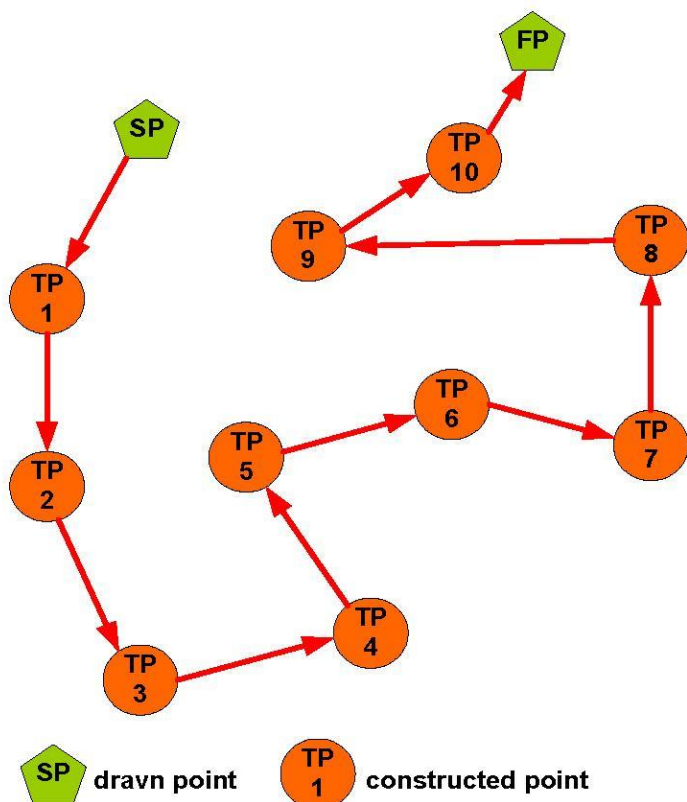 FP
SP
TP
10
TP
9
TP
8
TP
1
TP
6
TP
7
TP
5
TP
2
TP
4
TP
3
SP dravn point
TP
1 constructed point